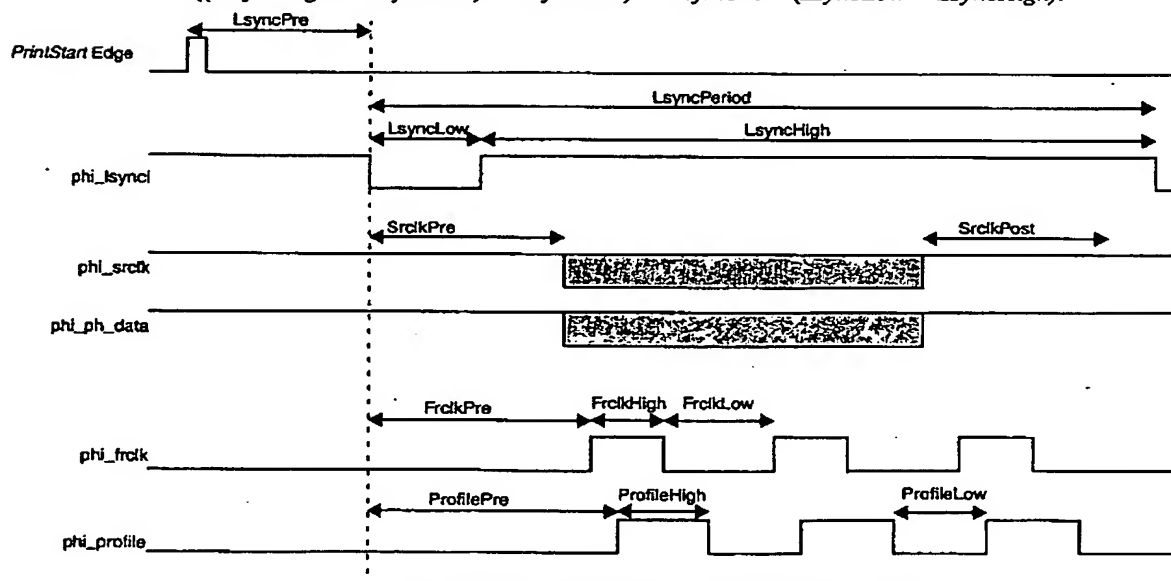 LsyncPre
PrintStart Edge
LsyncPeriod
LsyncLow
LsyncHigh
phi_lsyncl
SrclkPre
SrclkPost
phi_srclk
phi_ph_data
FrclkPre
FrclkHigh
FrclkLow
phi_frclk
ProfilePre
ProfileHigh
ProfileLow
phi_profile